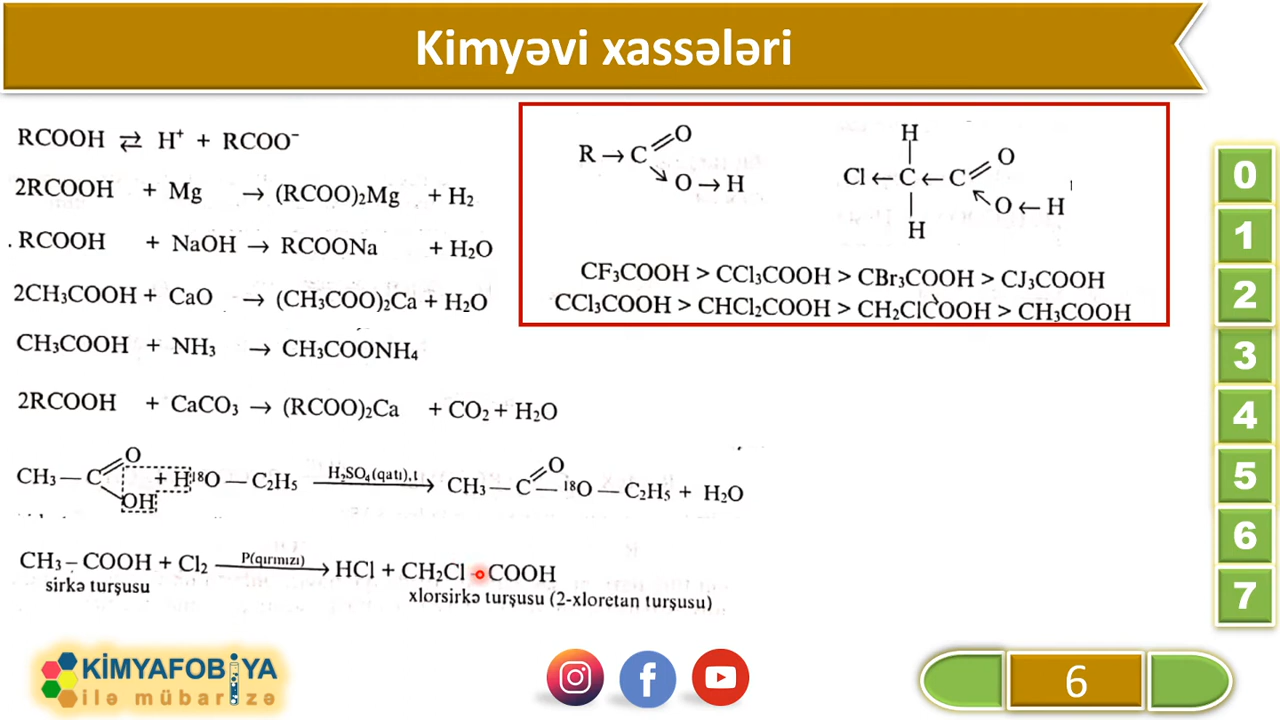 Kimyəvi xassələri
RCOOH ⇄ H⁺ + RCOO⁻
2RCOOH + Mg → (RCOO)₂Mg + H₂
RCOOH + NaOH → RCOONa + H₂O
2CH₃COOH + CaO → (CH₃COO)₂Ca + H₂O
CH₃COOH + NH₃ → CH₃COONH₄
2RCOOH + CaCO₃ → (RCOO)₂Ca + CO₂ + H₂O
O O
CH₃ — C + H¹⁸O — C₂H₅ H₂SO₄(qatı),t → CH₃ — C — ¹⁸O — C₂H₅ + H₂O
OH
CH₃ – COOH + Cl₂ P(qırmızı) → HCl + CH₂Cl – COOH
sirkə turşusu xlorsirkə turşusu (2-xloretan turşusu)
O
R → C
O → H
H
O
Cl ← C ← C
O ← H
H
CF₃COOH > CCl₃COOH > CBr₃COOH > CJ₃COOH
CCl₃COOH > CHCl₂COOH > CH₂ClCOOH > CH₃COOH
0
1
2
3
4
5
6
7
KİMYAFOBİYA
ilə mübarizə
6